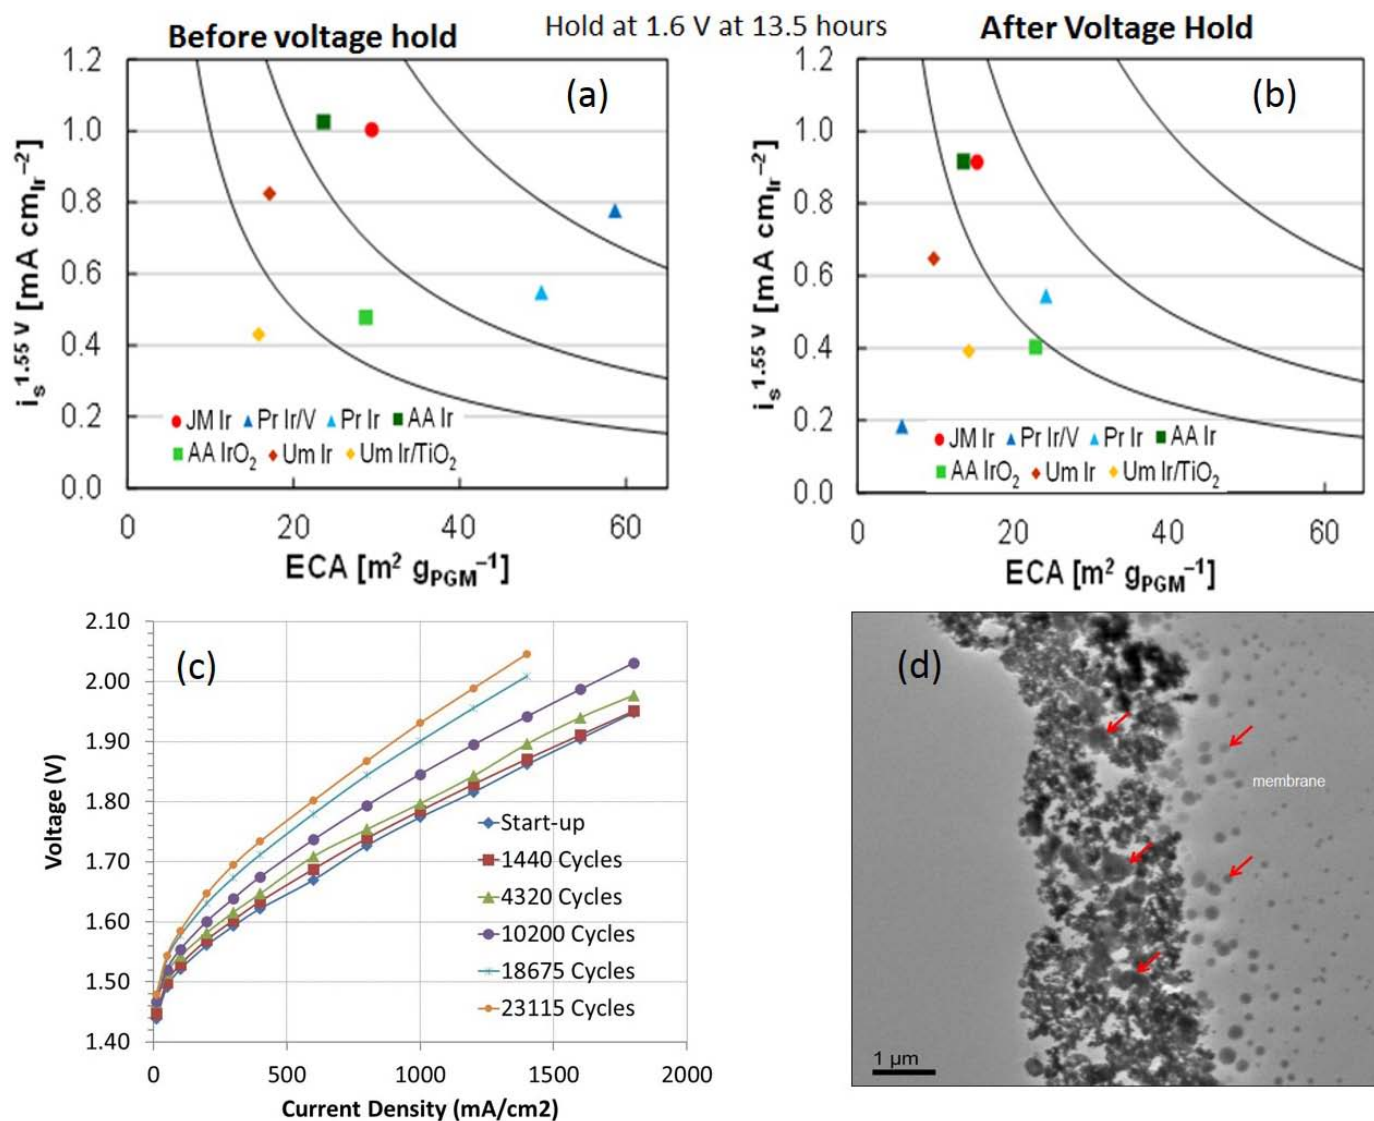 Before voltage hold
Hold at 1.6 V at 13.5 hours
After Voltage Hold
(a)
1.2
1.0
0.8
0.6
0.4
0.2
0.0
i_s^1.55 V [mA cm_Ir^−2]
JM Ir Pr Ir/V Pr Ir AA Ir
AA IrO₂ Um Ir Um Ir/TiO₂
0 20 40 60
ECA [m² g_PGM⁻¹]
(b)
1.2
1.0
0.8
0.6
0.4
0.2
0.0
i_s^1.55 V [mA cm_Ir^−2]
JM Ir Pr Ir/V Pr Ir AA Ir
AA IrO₂ Um Ir Um Ir/TiO₂
0 20 40 60
ECA [m² g_PGM⁻¹]
(c)
2.10
2.00
1.90
1.80
1.70
1.60
1.50
1.40
Voltage (V)
Start-up
1440 Cycles
4320 Cycles
10200 Cycles
18675 Cycles
23115 Cycles
0 500 1000 1500 2000
Current Density (mA/cm2)
(d)
membrane
1 µm